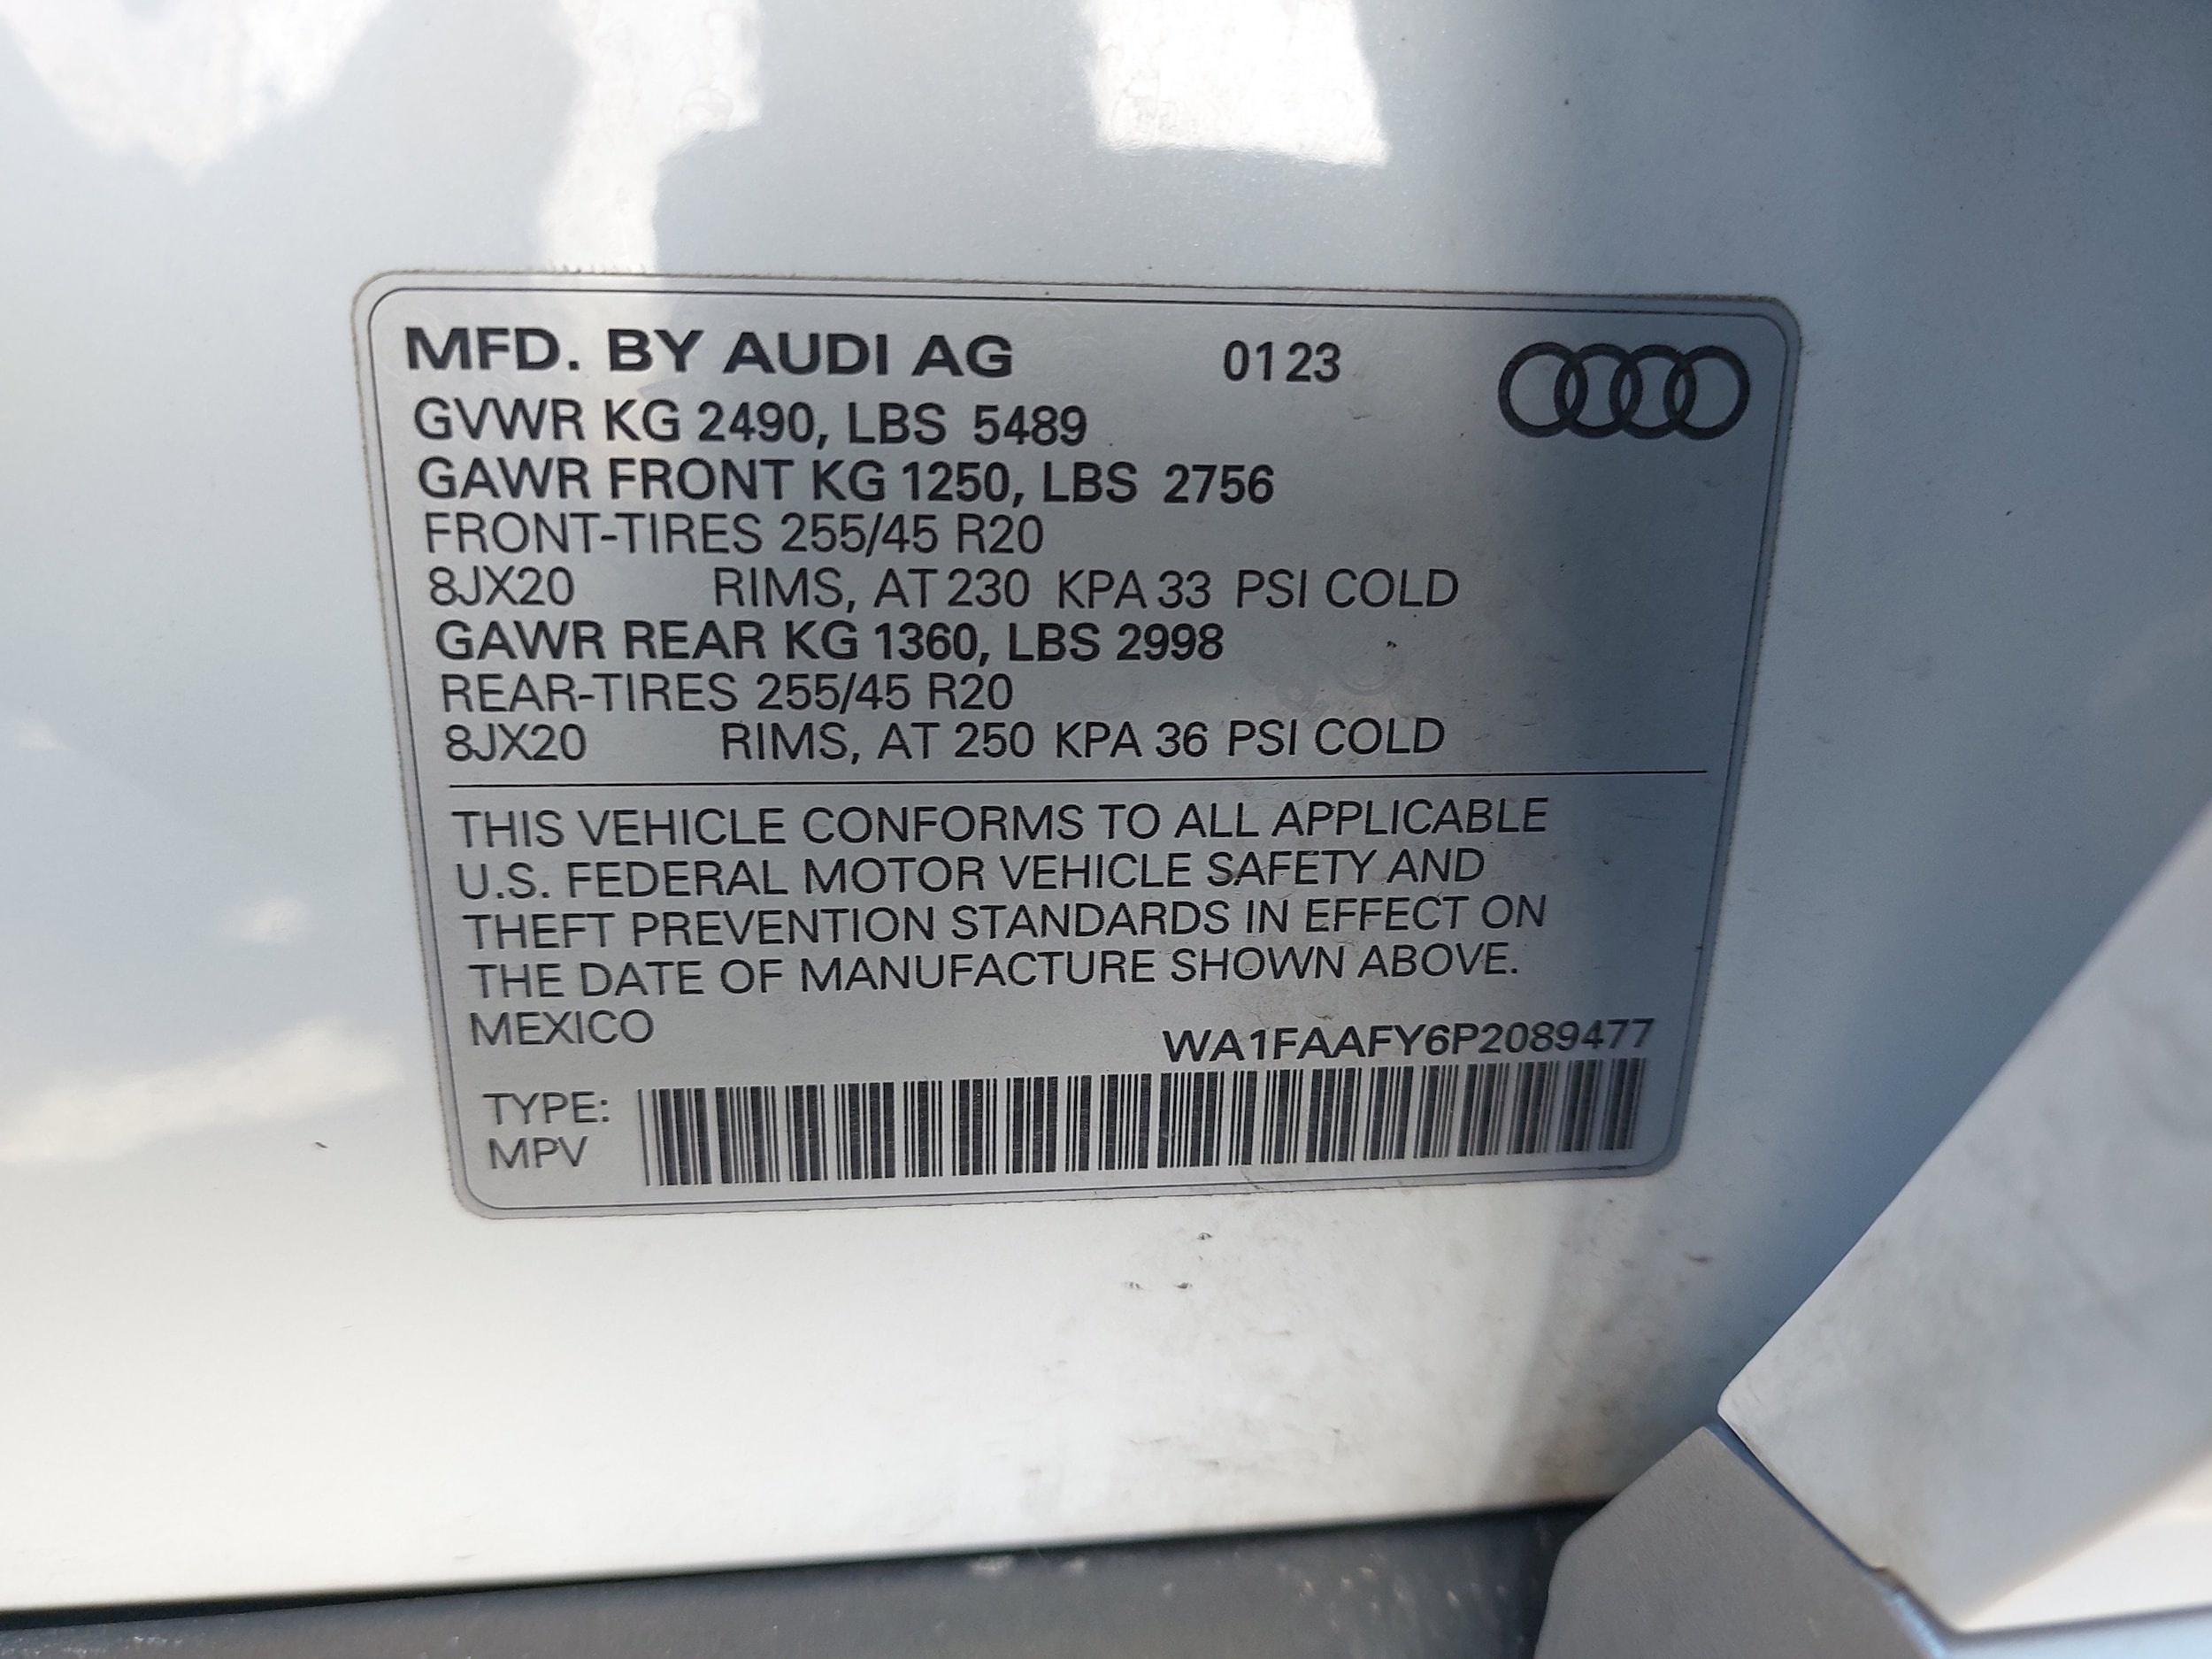 MFD. BY AUDI AG 01 23
GVWR KG 2490, LBS 5489
GAWR FRONT KG 1250, LBS 2756
FRONT-TIRES 255/45 R20
8JX20 RIMS, AT 230 KPA 33 PSI COLD
GAWR REAR KG 1360, LBS 2998
REAR-TIRES 255/45 R20
8JX20 RIMS, AT 250 KPA 36 PSI COLD
THIS VEHICLE CONFORMS TO ALL APPLICABLE
U.S. FEDERAL MOTOR VEHICLE SAFETY AND
THEFT PREVENTION STANDARDS IN EFFECT ON
THE DATE OF MANUFACTURE SHOWN ABOVE.
MEXICO WA1FAAFY6P2089477
TYPE:
MPV